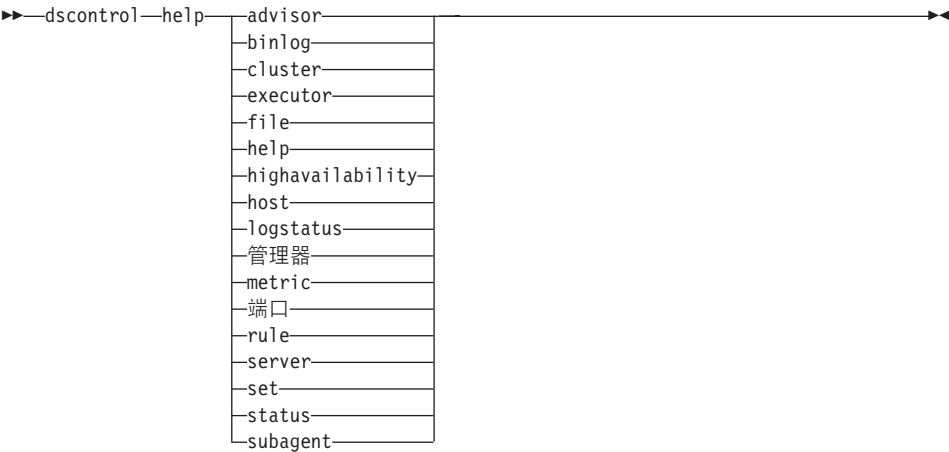 dscontrol help advisor
binlog
cluster
executor
file
help
highavailability
host
logstatus
管理器
metric
端口
rule
server
set
status
subagent